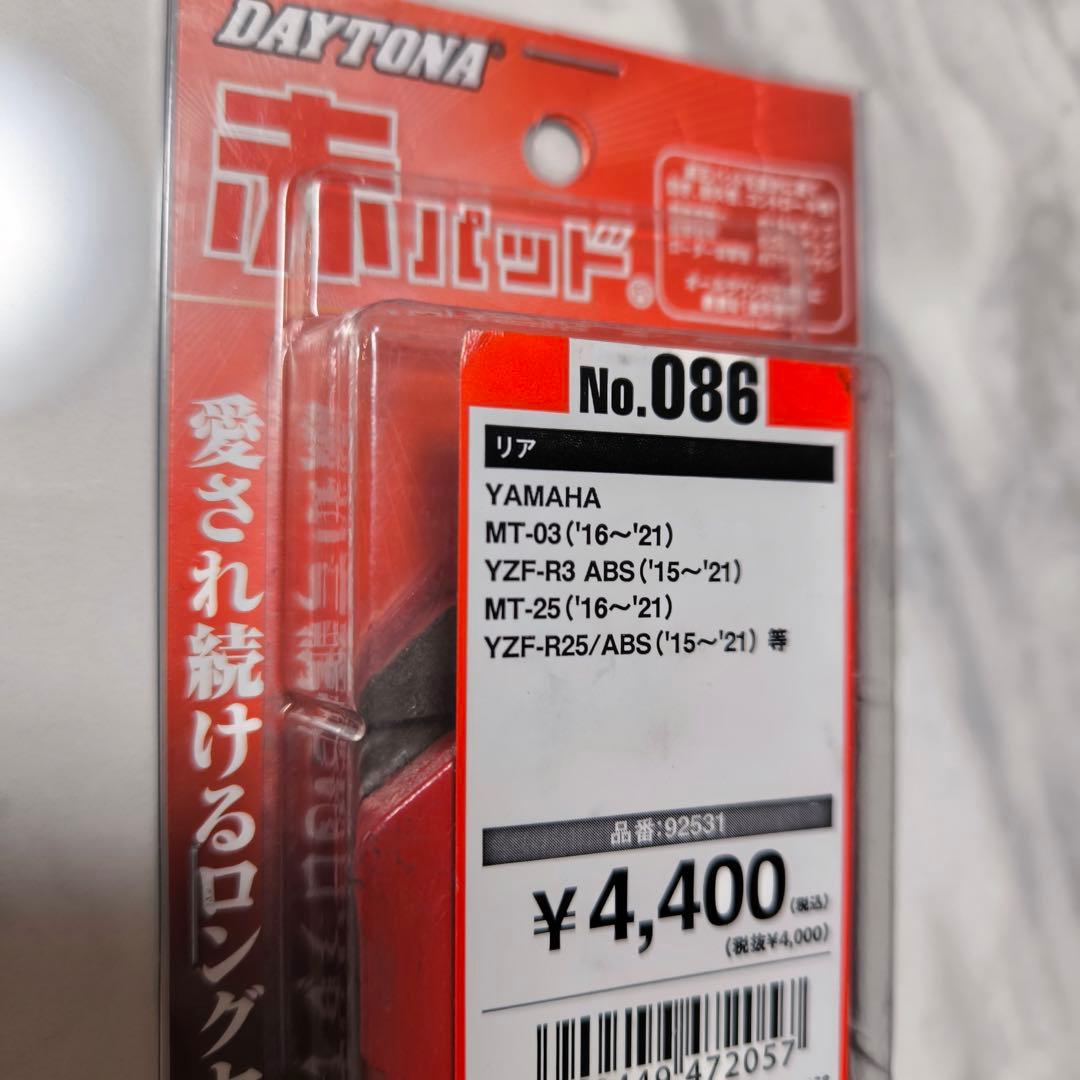 DAYTONA
赤パッド®
愛され続けるロング
No.086
リア
YAMAHA
MT-03('16〜'21)
YZF-R3 ABS('15〜'21)
MT-25('16〜'21)
YZF-R25/ABS('15〜'21) 等
品番:92531
¥4,400(税込)
(税抜¥4,000)
472057